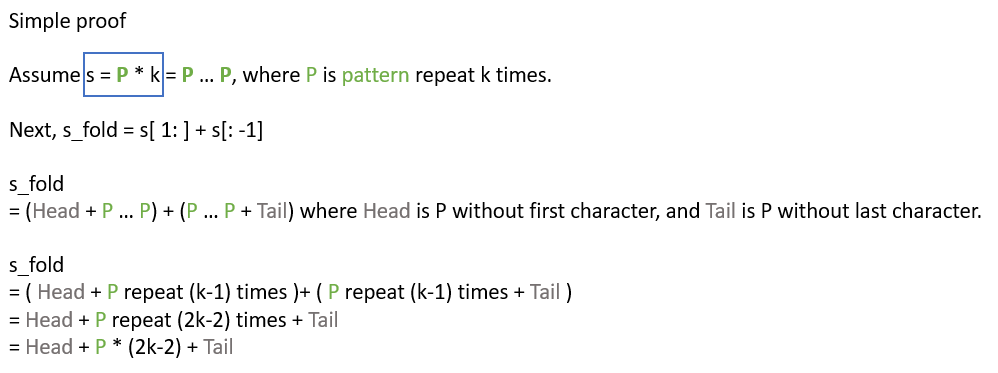 Simple proof
Assume s = P * k = P ... P, where P is pattern repeat k times.
Next, s_fold = s[ 1: ] + s[: -1]
s_fold
= (Head + P ... P) + (P ... P + Tail) where Head is P without first character, and Tail is P without last character.
s_fold
= ( Head + P repeat (k-1) times )+ ( P repeat (k-1) times + Tail )
= Head + P repeat (2k-2) times + Tail
= Head + P * (2k-2) + Tail